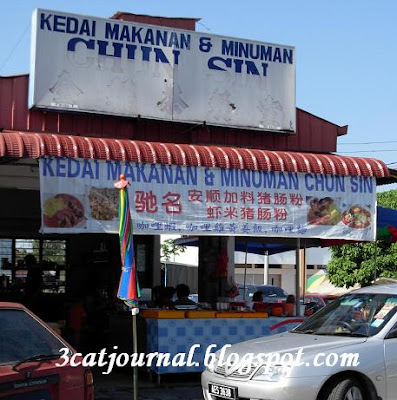 KEDAI MAKANAN & MINUMAN
CHUN SIN
KEDAI MAKANAN & MINUMAN CHUN SIN
驰名 安顺加料猪肠粉
虾米猪肠粉
3catjournal.blogspot.com